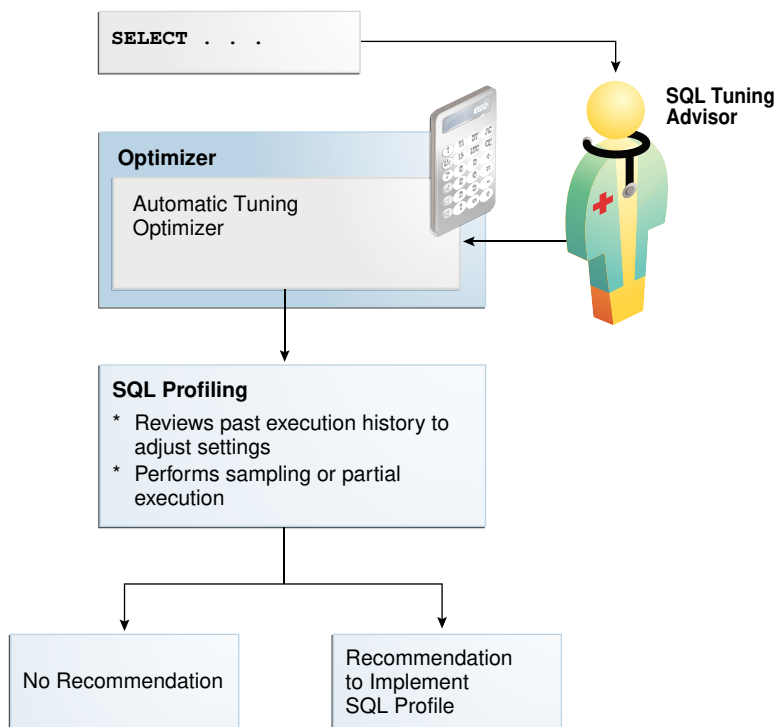 SELECT . . .
SQL Tuning
Advisor
Optimizer
Automatic Tuning
Optimizer
SQL Profiling
* Reviews past execution history to
adjust settings
* Performs sampling or partial
execution
No Recommendation
Recommendation
to Implement
SQL Profile